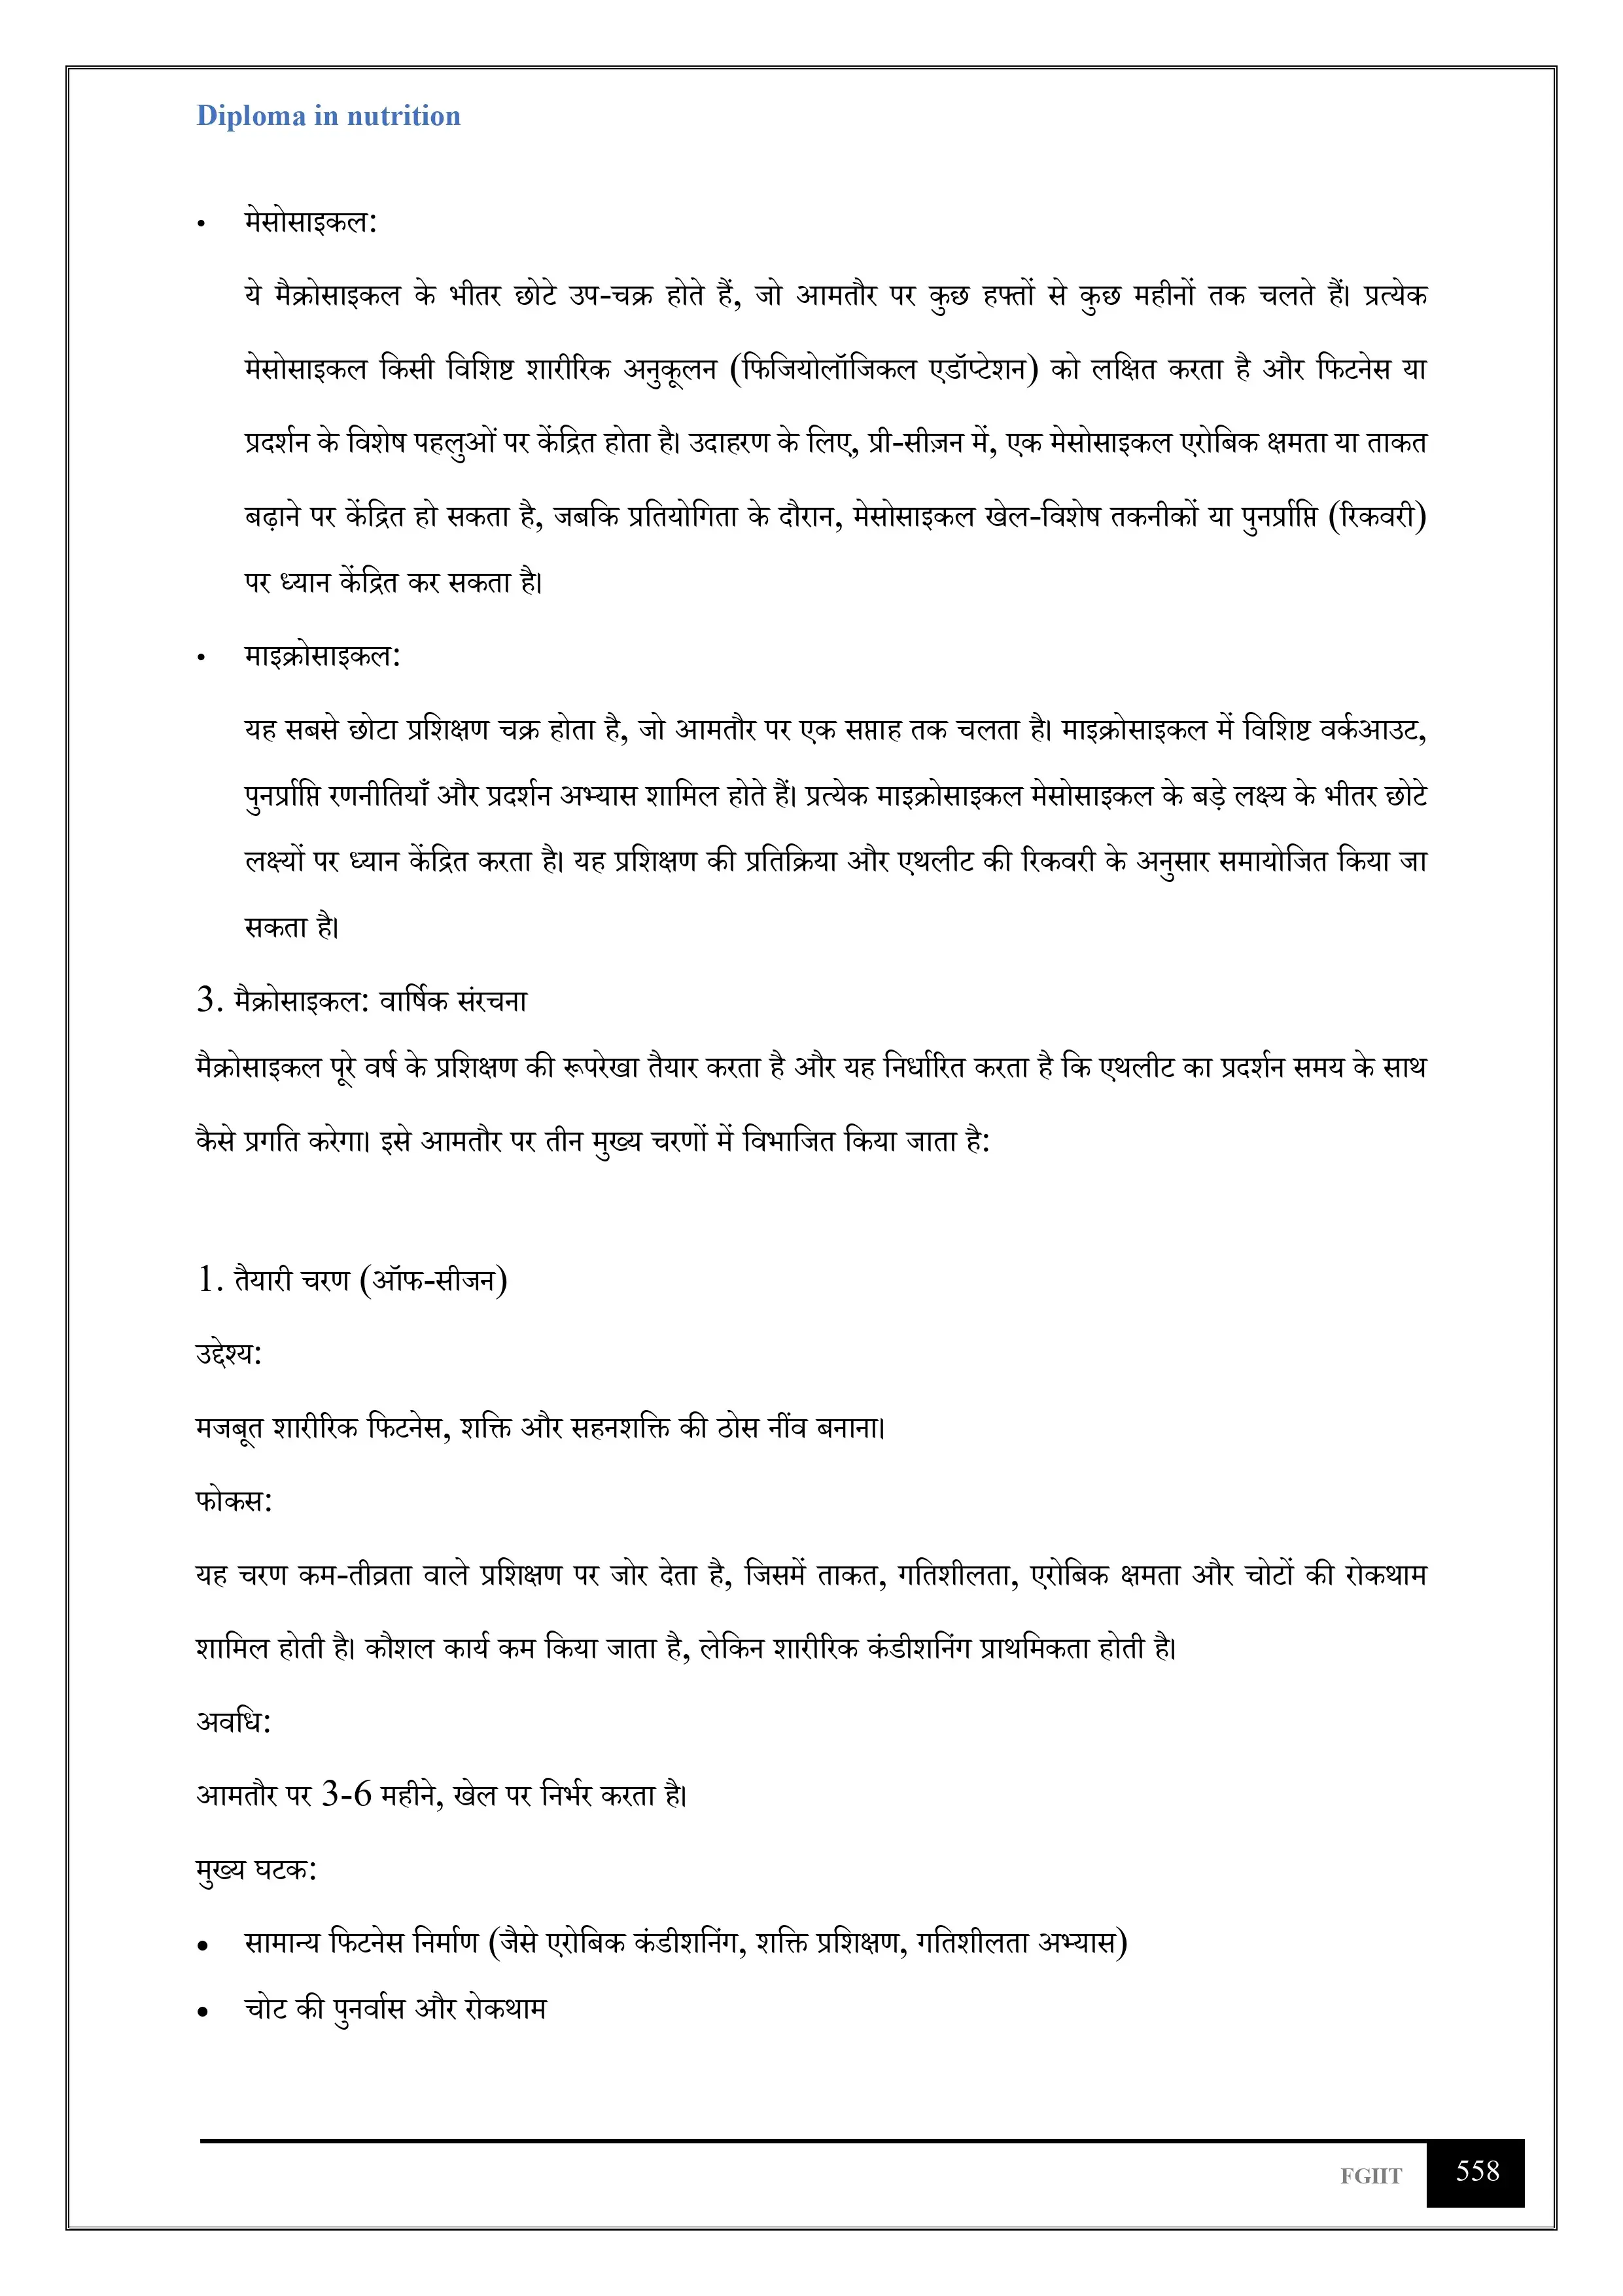 Diploma in nutrition
• मेसोसाइकल:
ये मैक्रोसाइकल के भीतर छोटे उप-चक्र होते हैं, जो आमतौर पर कुछ हफ्तों से कुछ महीनों तक चलते हैं। प्रत्येक
मेसोसाइकल किसी विशिष्ट शारीरिक अनुकूलन (फिजियोलॉजिकल एडॉप्टेशन) को लक्षित करता है और फिटनेस या
प्रदर्शन के विशेष पहलुओं पर केंद्रित होता है। उदाहरण के लिए, प्री-सीज़न में, एक मेसोसाइकल एरोबिक क्षमता या ताकत
बढ़ाने पर केंद्रित हो सकता है, जबकि प्रतियोगिता के दौरान, मेसोसाइकल खेल-विशेष तकनीकों या पुनर्प्राप्ति (रिकवरी)
पर ध्यान केंद्रित कर सकता है।
• माइक्रोसाइकल:
यह सबसे छोटा प्रशिक्षण चक्र होता है, जो आमतौर पर एक सप्ताह तक चलता है। माइक्रोसाइकल में विशिष्ट वर्कआउट,
पुनर्प्राप्ति रणनीतियाँ और प्रदर्शन अभ्यास शामिल होते हैं। प्रत्येक माइक्रोसाइकल मेसोसाइकल के बड़े लक्ष्य के भीतर छोटे
लक्ष्यों पर ध्यान केंद्रित करता है। यह प्रशिक्षण की प्रतिक्रिया और एथलीट की रिकवरी के अनुसार समायोजित किया जा
सकता है।
3. मैक्रोसाइकल: वार्षिक संरचना
मैक्रोसाइकल पूरे वर्ष के प्रशिक्षण की रूपरेखा तैयार करता है और यह निर्धारित करता है कि एथलीट का प्रदर्शन समय के साथ
कैसे प्रगति करेगा। इसे आमतौर पर तीन मुख्य चरणों में विभाजित किया जाता है:
1. तैयारी चरण (ऑफ-सीजन)
उद्देश्य:
मजबूत शारीरिक फिटनेस, शक्ति और सहनशक्ति की ठोस नींव बनाना।
फोकस:
यह चरण कम-तीव्रता वाले प्रशिक्षण पर जोर देता है, जिसमें ताकत, गतिशीलता, एरोबिक क्षमता और चोटों की रोकथाम
शामिल होती है। कौशल कार्य कम किया जाता है, लेकिन शारीरिक कंडीशनिंग प्राथमिकता होती है।
अवधि:
आमतौर पर 3-6 महीने, खेल पर निर्भर करता है।
मुख्य घटक:
• सामान्य फिटनेस निर्माण (जैसे एरोबिक कंडीशनिंग, शक्ति प्रशिक्षण, गतिशीलता अभ्यास)
• चोट की पुनर्वास और रोकथाम
FGIIT 558